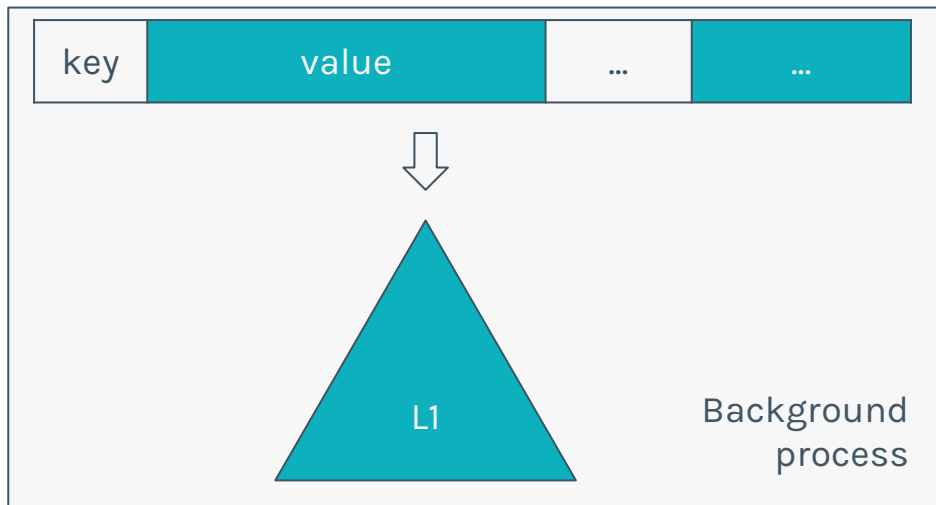 key value … …
L1
Background
process